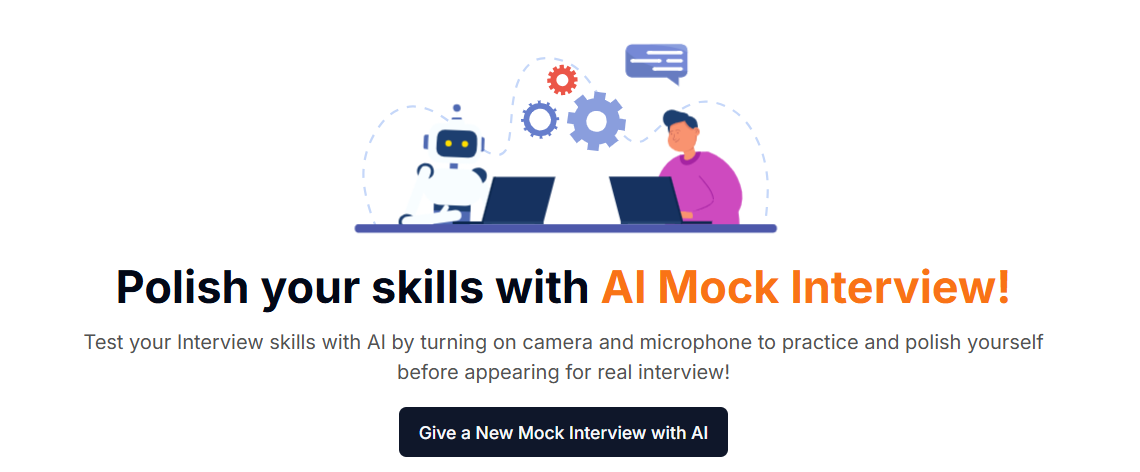 Polish your skills with AI Mock Interview!
Test your Interview skills with AI by turning on camera and microphone to practice and polish yourself
before appearing for real interview!
Give a New Mock Interview with AI